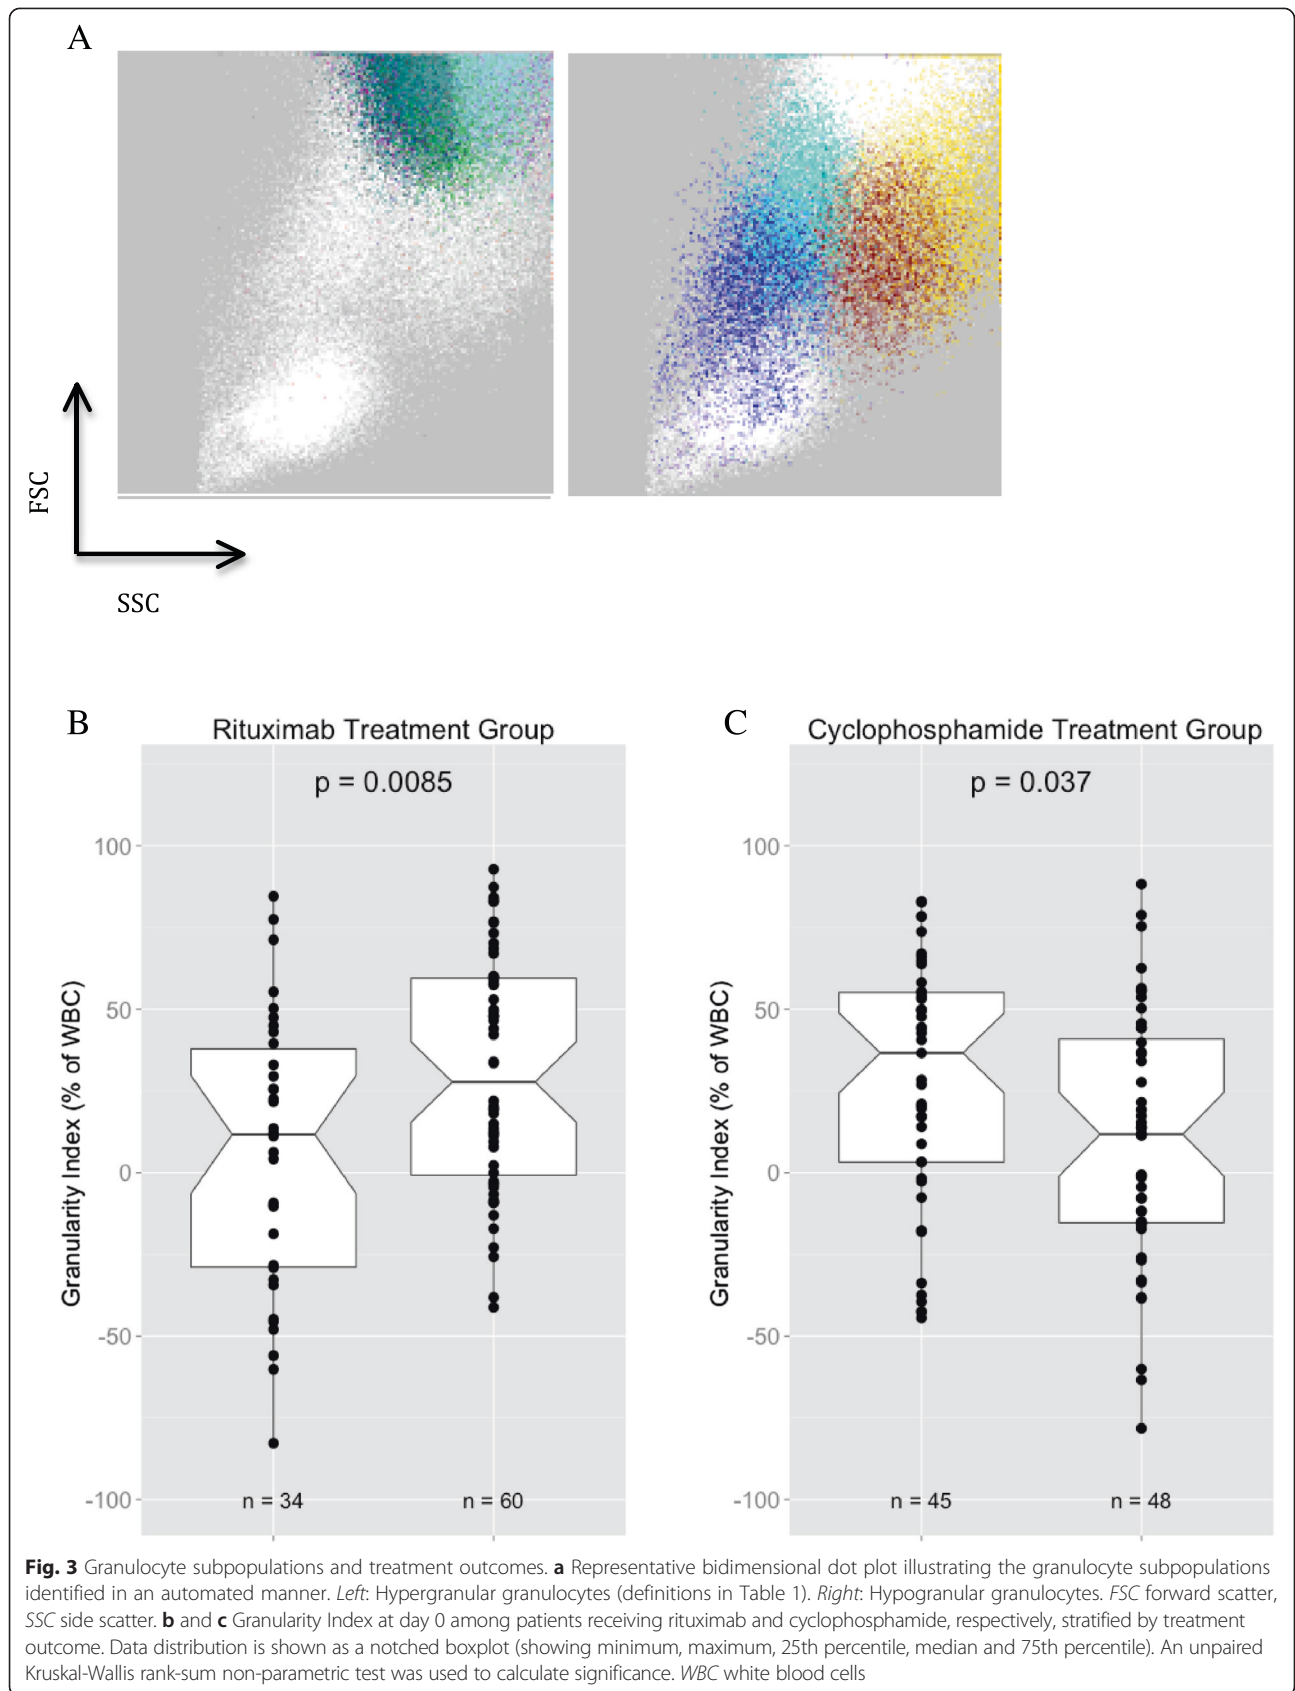 A
FSC
SSC
B
Rituximab Treatment Group
p = 0.0085
100
50
0
-50
-100
Granularity Index (% of WBC)
n = 34
n = 60
C
Cyclophosphamide Treatment Group
p = 0.037
100
50
0
-50
-100
Granularity Index (% of WBC)
n = 45
n = 48
Fig. 3 Granulocyte subpopulations and treatment outcomes. a Representative bidimensional dot plot illustrating the granulocyte subpopulations
identified in an automated manner. Left: Hypergranular granulocytes (definitions in Table 1). Right: Hypogranular granulocytes. FSC forward scatter,
SSC side scatter. b and c Granularity Index at day 0 among patients receiving rituximab and cyclophosphamide, respectively, stratified by treatment
outcome. Data distribution is shown as a notched boxplot (showing minimum, maximum, 25th percentile, median and 75th percentile). An unpaired
Kruskal-Wallis rank-sum non-parametric test was used to calculate significance. WBC white blood cells